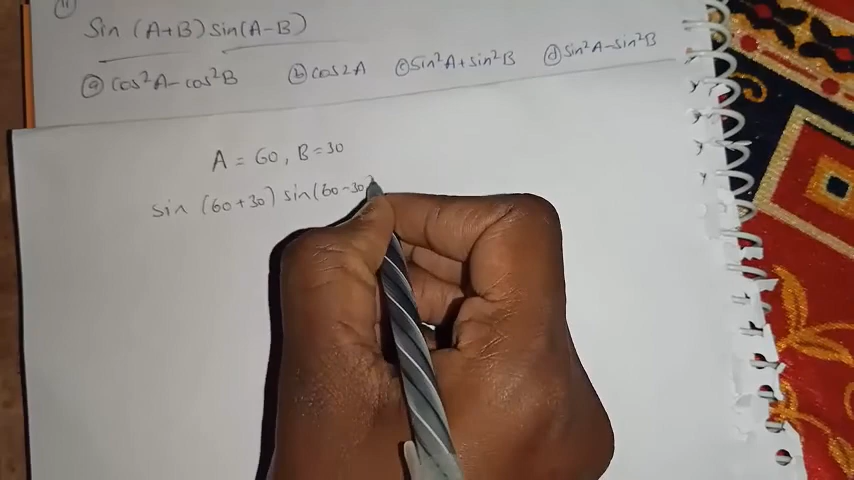 11
Sin (A+B) Sin(A-B)
ⓐ Cos²A-Cos²B ⓑ Cos2A ⓒ Sin²A+Sin²B ⓓ Sin²A-Sin²B
A = 60, B=30
Sin (60+30) Sin(60-30)